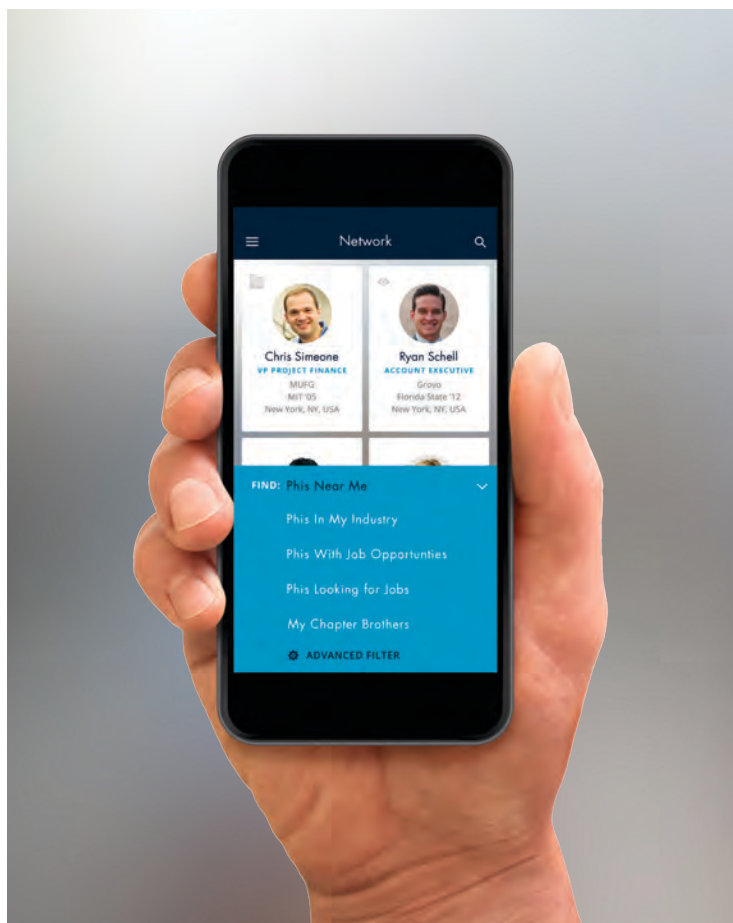 Network
Chris Simeone
VP PROJECT FINANCE
MUFG
MIT '05
New York, NY, USA
Ryan Schell
ACCOUNT EXECUTIVE
Grovo
Florida State '12
New York, NY, USA
FIND: Phis Near Me
Phis In My Industry
Phis With Job Opportunties
Phis Looking for Jobs
My Chapter Brothers
ADVANCED FILTER